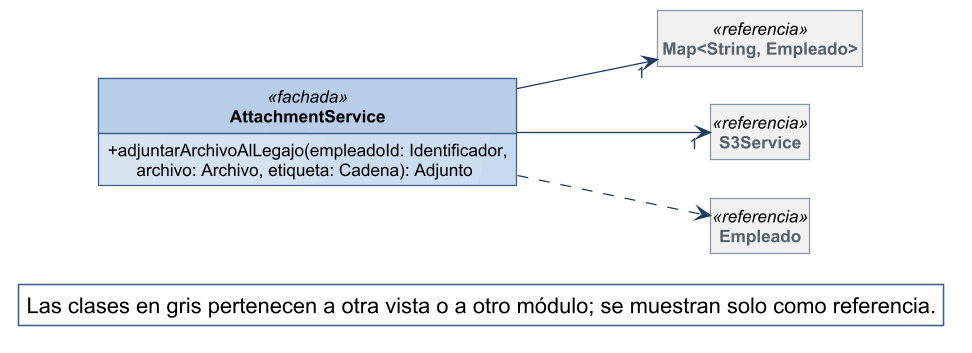 «referencia»
Map<String, Empleado>
1
«fachada»
AttachmentService
+adjuntarArchivoAlLegajo(empleadoId: Identificador,
archivo: Archivo, etiqueta: Cadena): Adjunto
«referencia»
S3Service
1
«referencia»
Empleado
Las clases en gris pertenecen a otra vista o a otro módulo; se muestran solo como referencia.